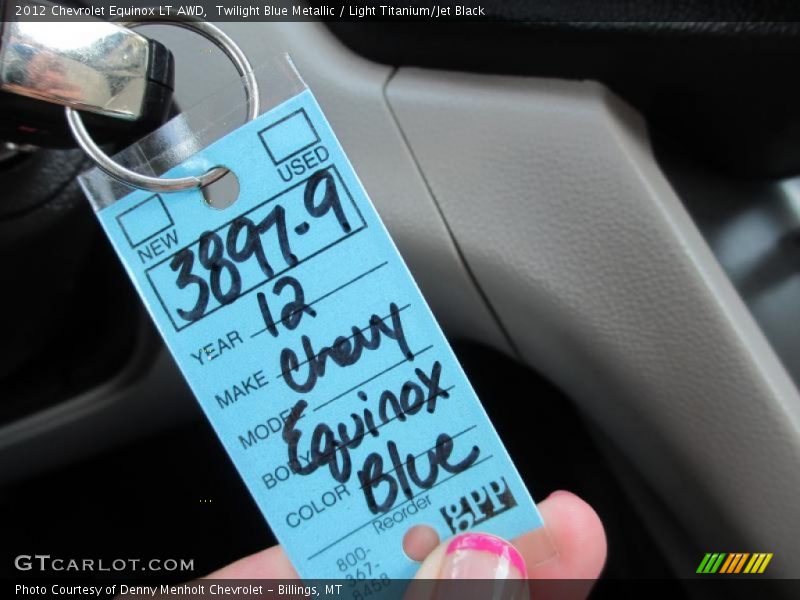 2012 Chevrolet Equinox LT AWD,  Twilight Blue Metallic / Light Titanium/Jet Black
USED
NEW
3897-9
YEAR 12
MAKE Chevy
MODEL
BODY Equinox
COLOR Blue
Reorder gpp
800-
367-
8458
GTCARLOT.COM
Photo Courtesy of Denny Menholt Chevrolet – Billings, MT